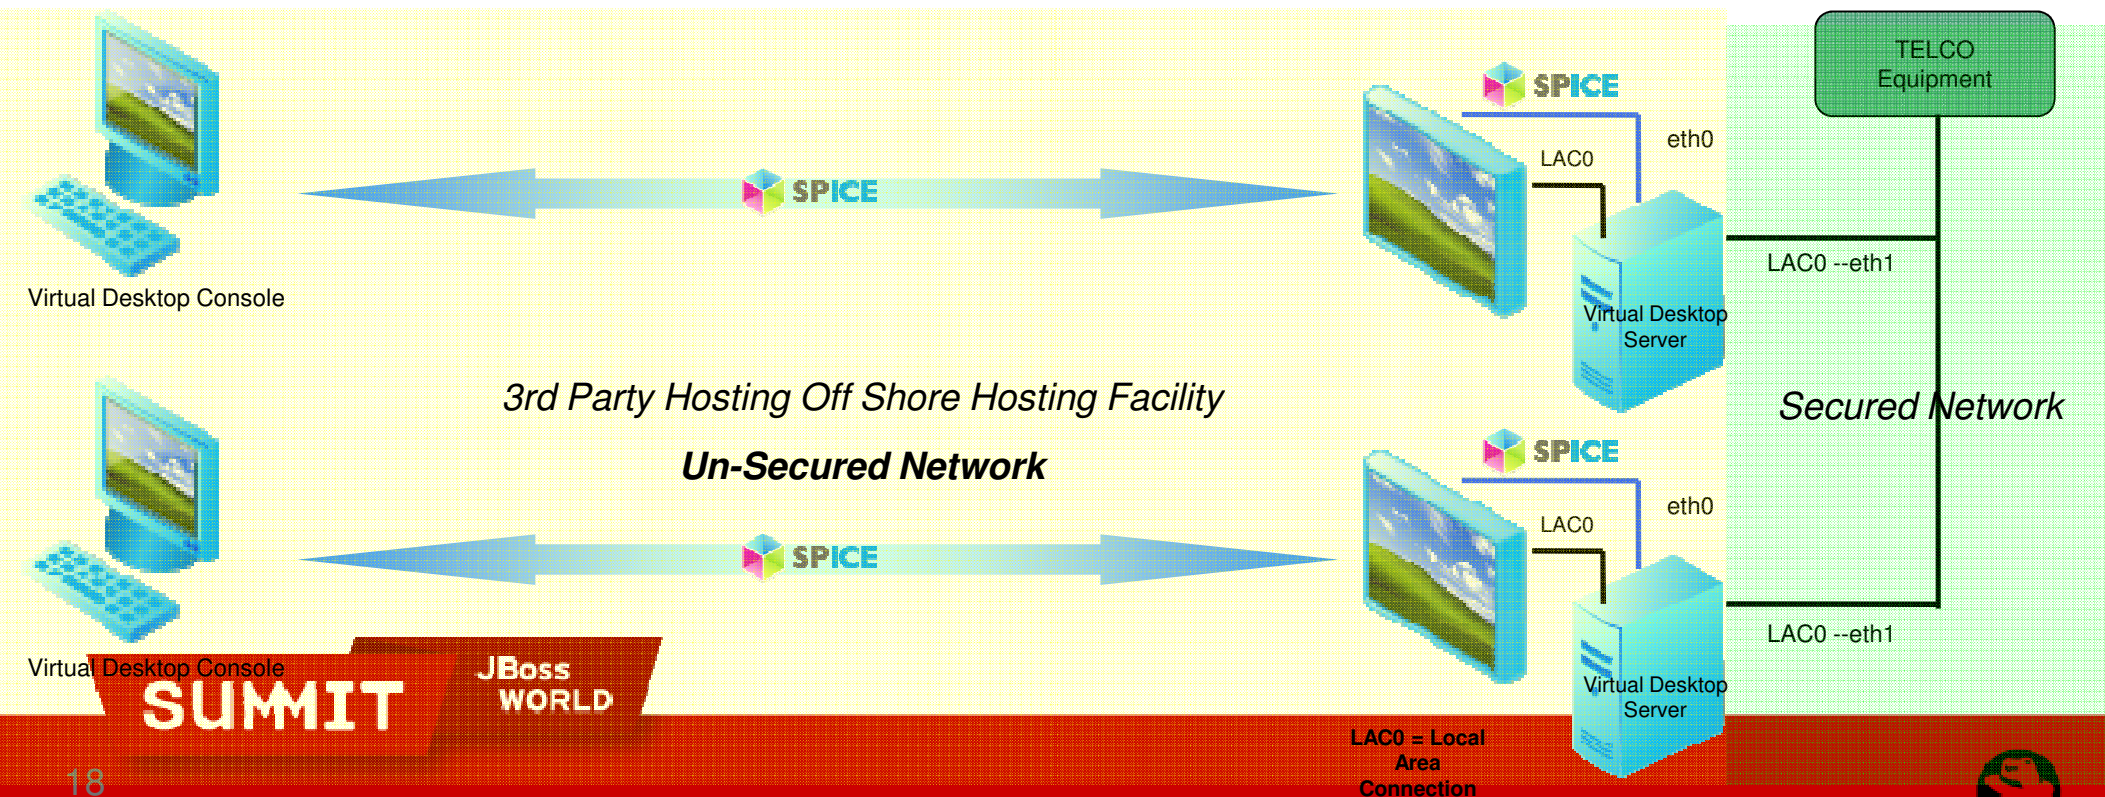 TELCO
Equipment
SPICE
eth0
LAC0
SPICE
LAC0 --eth1
Virtual Desktop Console
Virtual Desktop
Server
3rd Party Hosting Off Shore Hosting Facility
Secured Network
Un-Secured Network
SPICE
eth0
LAC0
SPICE
LAC0 --eth1
Virtual Desktop Console
Virtual Desktop
Server
SUMMIT
JBoss
WORLD
LAC0 = Local
Area
Connection
18